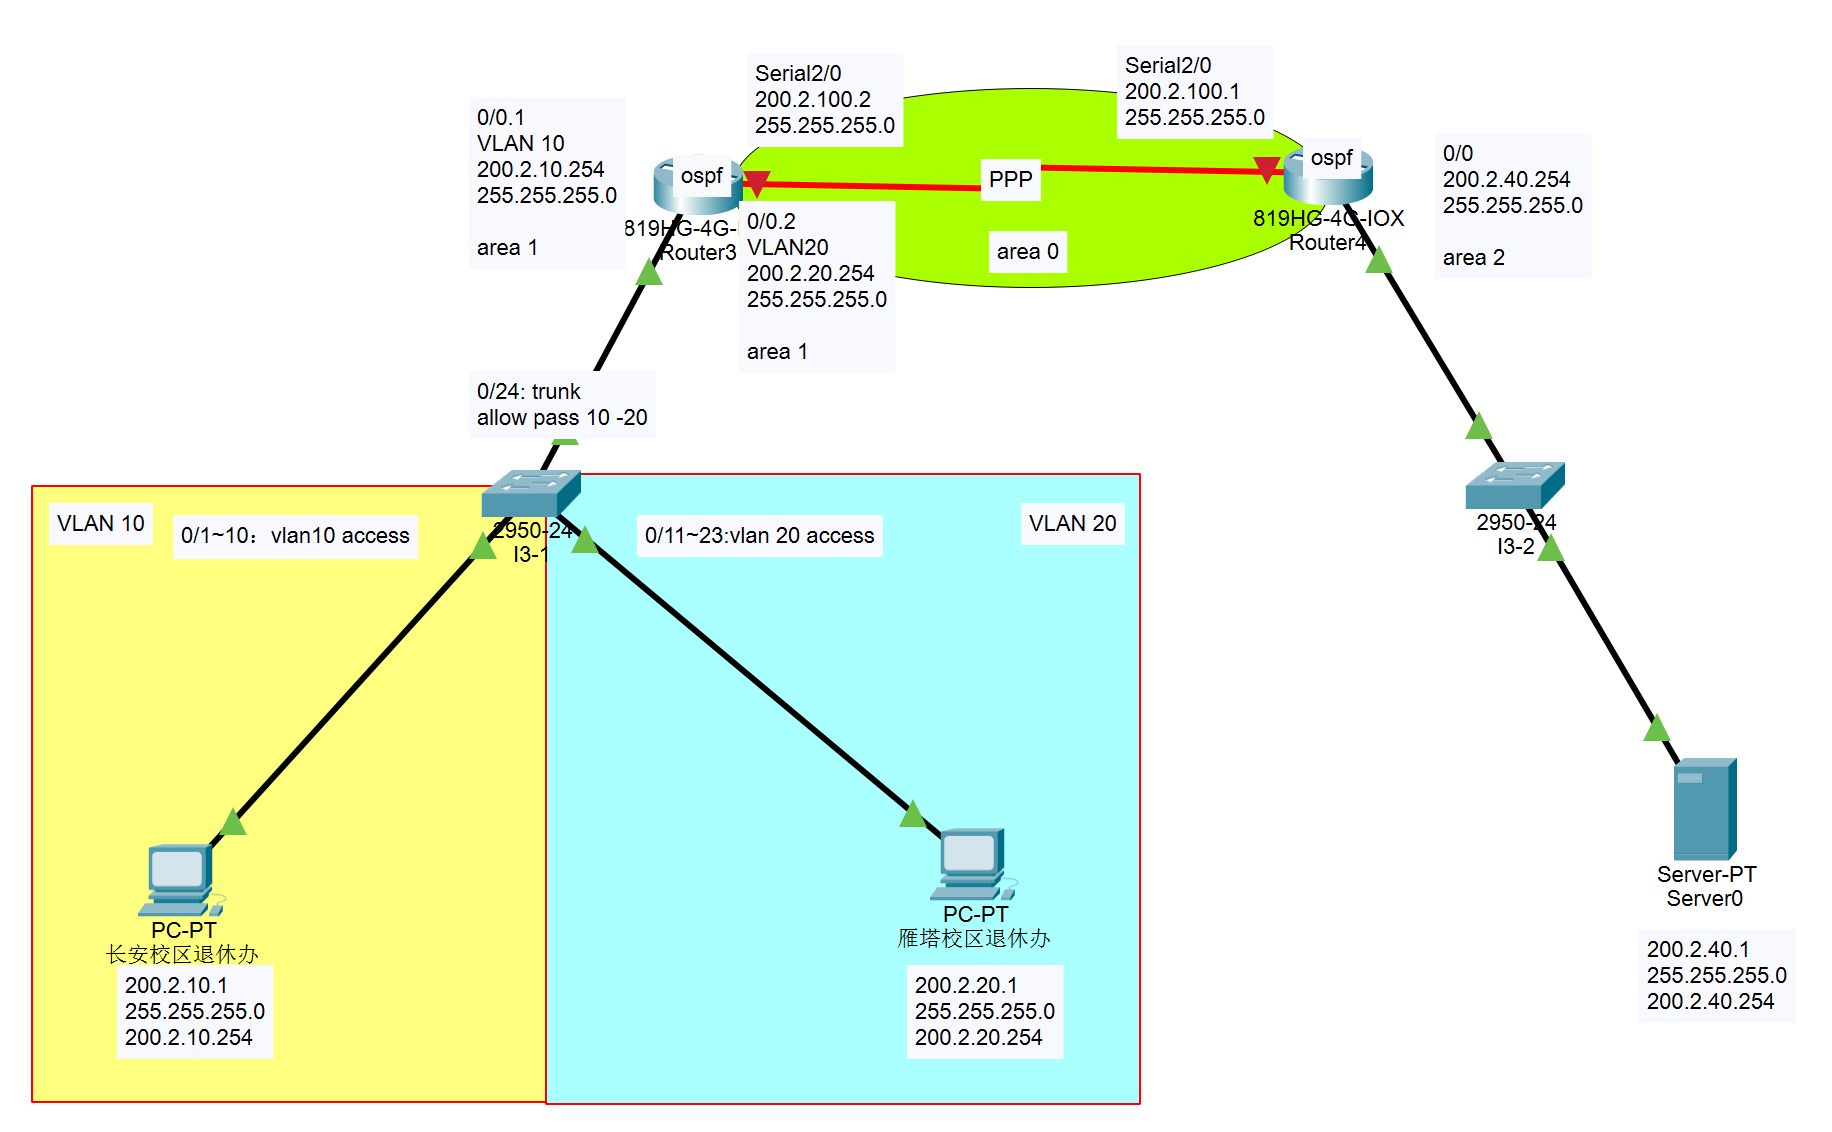 Serial2/0
200.2.100.2
255.255.255.0
Serial2/0
200.2.100.1
255.255.255.0
0/0.1
VLAN 10
200.2.10.254
255.255.255.0
area 1
ospf
PPP
ospf
0/0
200.2.40.254
255.255.255.0
area 2
819HG-4G-
Router3
0/0.2
VLAN20
200.2.20.254
255.255.255.0
area 1
area 0
819HG-4G-IOX
Router4
0/24: trunk
allow pass 10 -20
VLAN 10
0/1~10：vlan10 access
2950-24
I3-1
0/11~23:vlan 20 access
VLAN 20
2950-24
I3-2
PC-PT
长安校区退休办
200.2.10.1
255.255.255.0
200.2.10.254
PC-PT
雁塔校区退休办
200.2.20.1
255.255.255.0
200.2.20.254
Server-PT
Server0
200.2.40.1
255.255.255.0
200.2.40.254